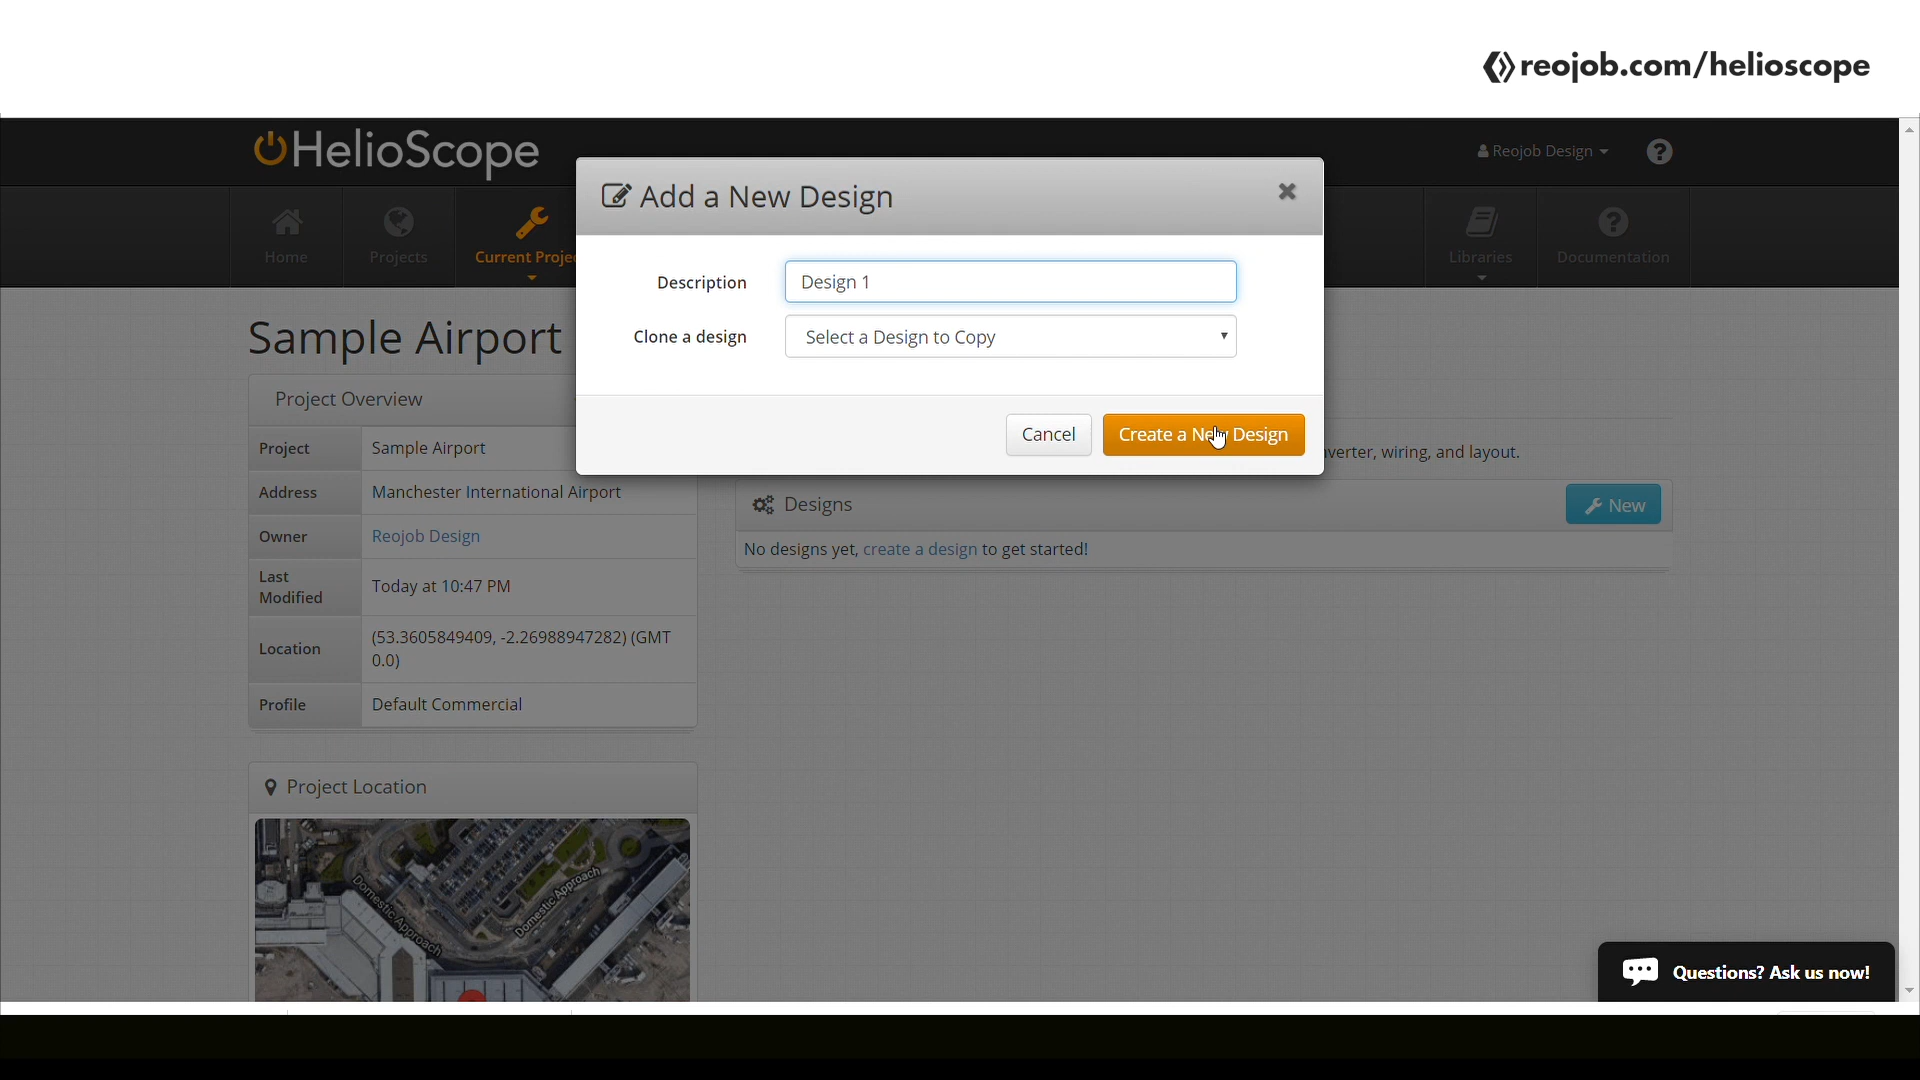 reojob.com/helioscope
HelioScope
Reojob Design
Home
Projects
Current Projec
Libraries
Documentation
Add a New Design
Description
Design 1
Clone a design
Select a Design to Copy
Cancel
Create a New Design
Sample Airport
Project Overview
Project
Sample Airport
Address
Manchester International Airport
Owner
Reojob Design
Last
Modified
Today at 10:47 PM
Location
(53.3605849409, -2.26988947282) (GMT
0.0)
Profile
Default Commercial
verter, wiring, and layout.
Designs
New
No designs yet, create a design to get started!
Project Location
Domestic Approach
Domestic Approach
Questions? Ask us now!